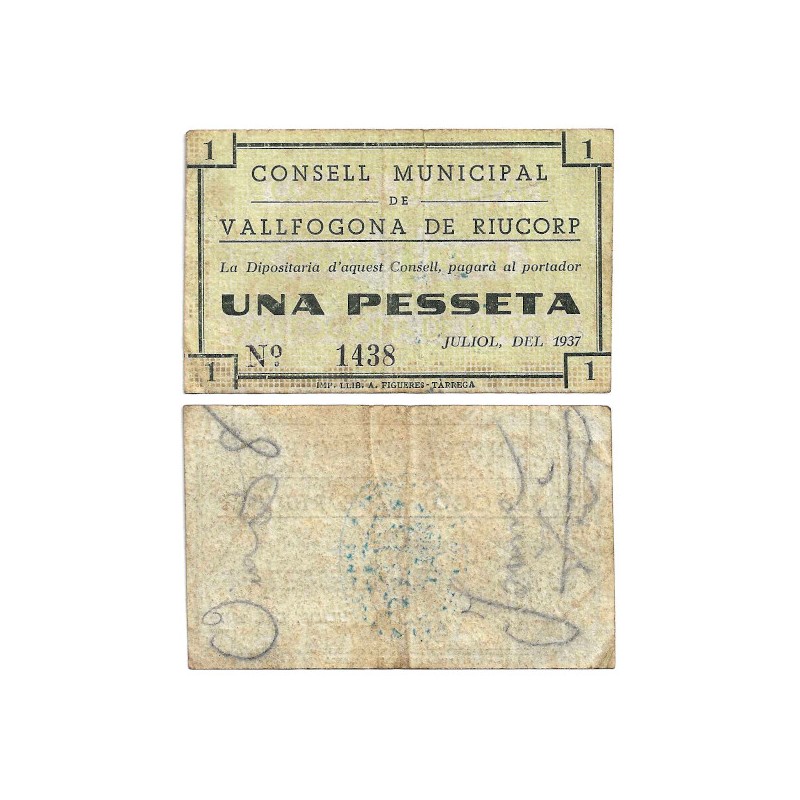 1 1
CONSELL MUNICIPAL
DE
VALLFOGONA DE RIUCORP
La Dipositaria d'aquest Consell, pagarà al portador
UNA PESSETA
JULIOL, DEL 1937
Nº 1438
1 1
IMP. LLIB. A. FIGUERES - TÀRREGA